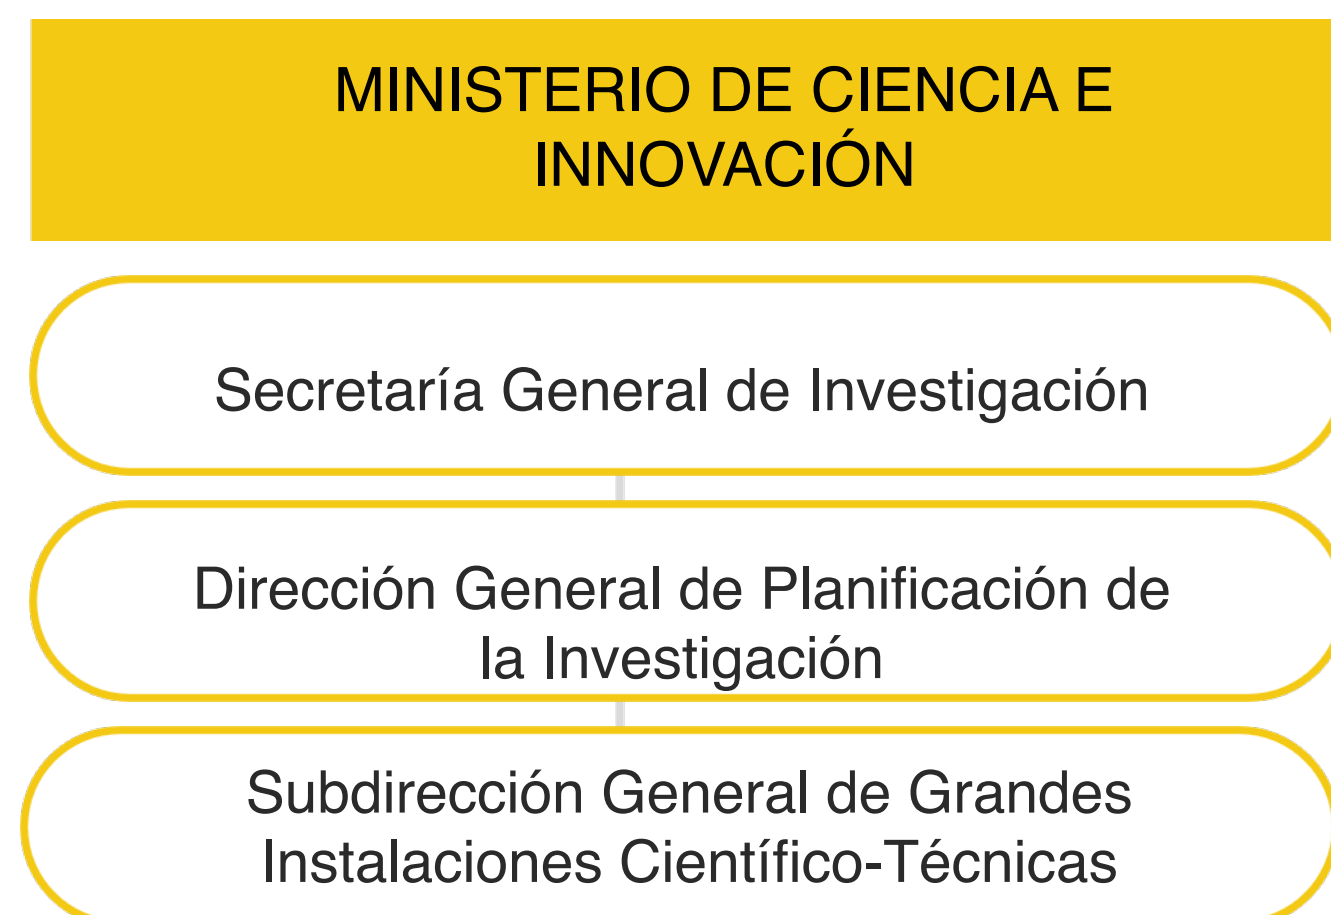 MINISTERIO DE CIENCIA E
INNOVACIÓN
Secretaría General de Investigación
Dirección General de Planificación de
la Investigación
Subdirección General de Grandes
Instalaciones Científico-Técnicas